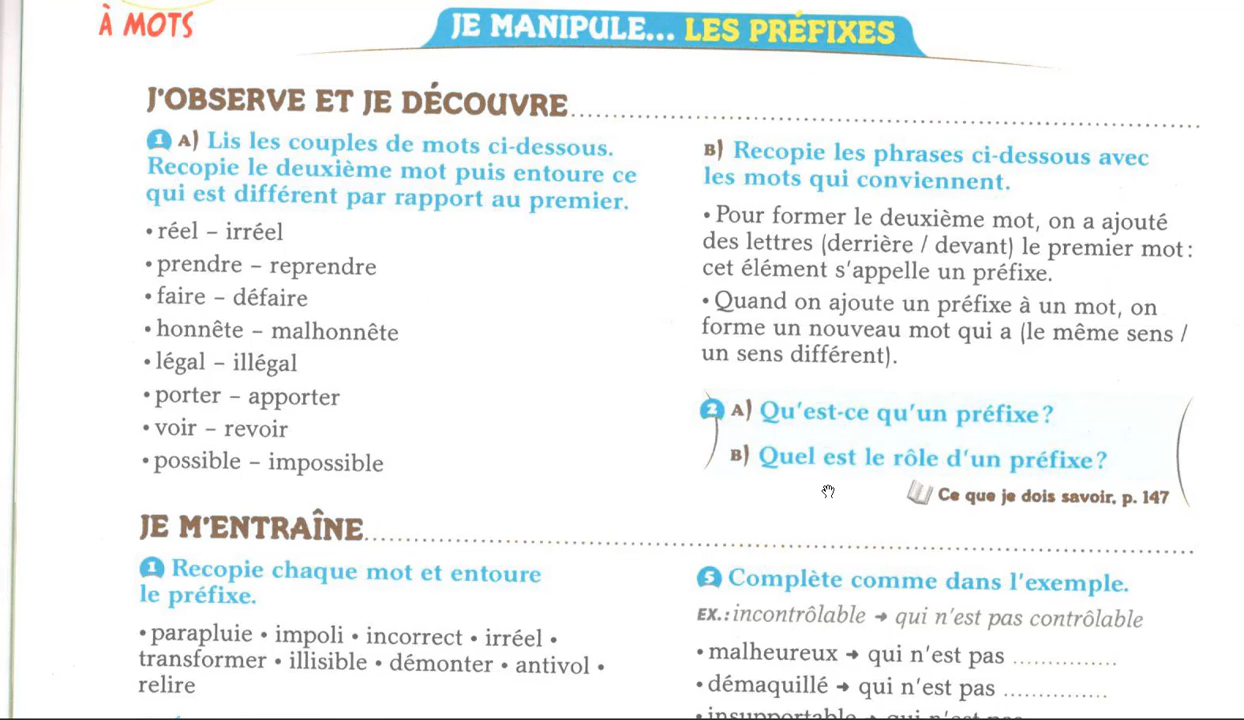 À MOTS
JE MANIPULE... LES PRÉFIXES
J'OBSERVE ET JE DÉCOUVRE
1 A) Lis les couples de mots ci-dessous.
Recopie le deuxième mot puis entoure ce
qui est différent par rapport au premier.
• réel – irréel
• prendre – reprendre
• faire – défaire
• honnête – malhonnête
• légal – illégal
• porter – apporter
• voir – revoir
• possible – impossible
B) Recopie les phrases ci-dessous avec
les mots qui conviennent.
• Pour former le deuxième mot, on a ajouté
des lettres (derrière / devant) le premier mot :
cet élément s'appelle un préfixe.
• Quand on ajoute un préfixe à un mot, on
forme un nouveau mot qui a (le même sens /
un sens différent).
2 A) Qu'est-ce qu'un préfixe ?
B) Quel est le rôle d'un préfixe ?
Ce que je dois savoir, p. 147
JE M'ENTRAÎNE
1 Recopie chaque mot et entoure
le préfixe.
• parapluie • impoli • incorrect • irréel •
transformer • illisible • démonter • antivol •
relire
5 Complète comme dans l'exemple.
EX. : incontrôlable ➜ qui n'est pas contrôlable
• malheureux ➜ qui n'est pas ...............
• démaquillé ➜ qui n'est pas ...............
• insupportable ➜ qui n'est pas